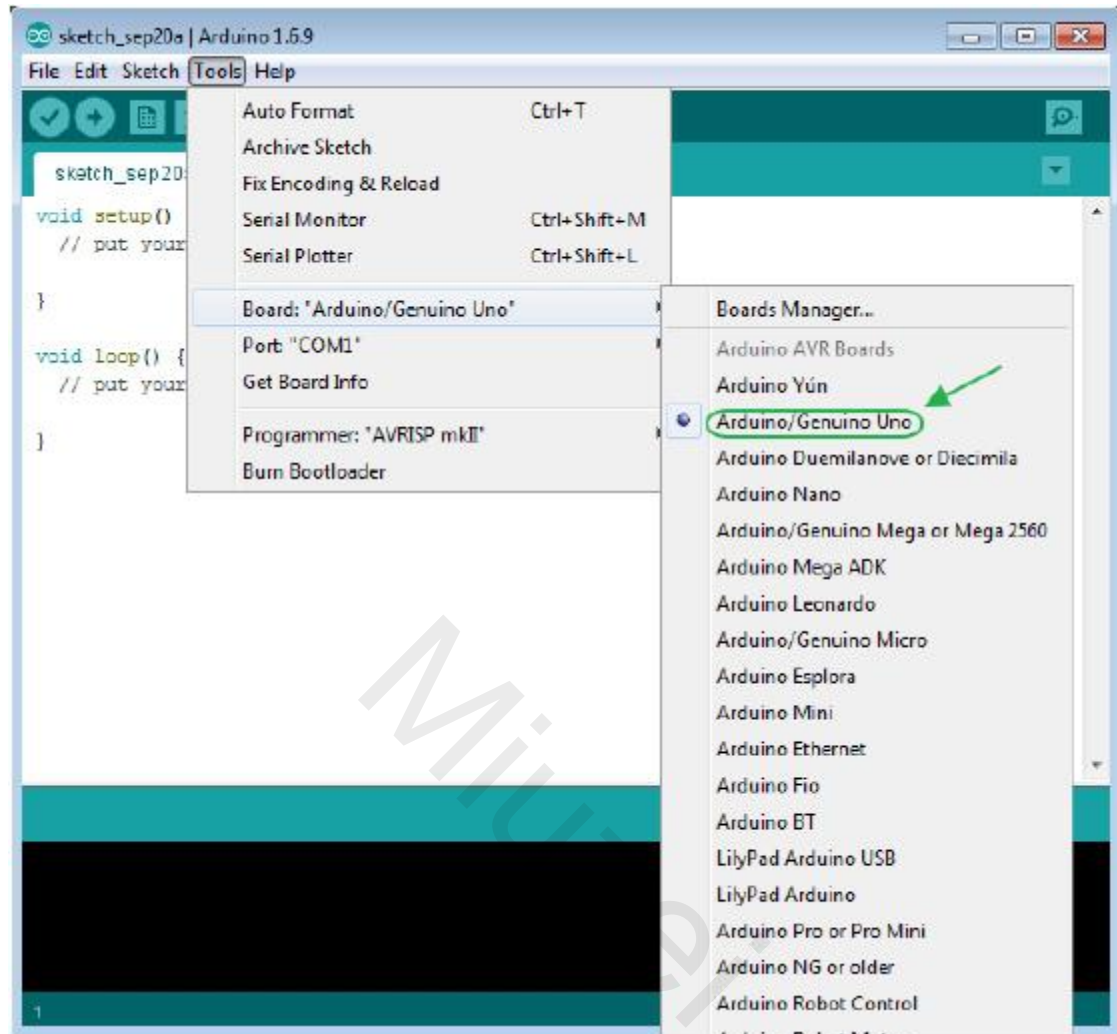 sketch_sep20a | Arduino 1.6.9
File Edit Sketch Tools Help
sketch_sep20
void setup()
// put your
}
void loop() {
// put your
}
Auto Format Ctrl+T
Archive Sketch
Fix Encoding & Reload
Serial Monitor Ctrl+Shift+M
Serial Plotter Ctrl+Shift+L
Board: "Arduino/Genuino Uno"
Port: "COM1"
Get Board Info
Programmer: "AVRISP mkII"
Burn Bootloader
Boards Manager...
Arduino AVR Boards
Arduino Yún
Arduino/Genuino Uno
Arduino Duemilanove or Diecimila
Arduino Nano
Arduino/Genuino Mega or Mega 2560
Arduino Mega ADK
Arduino Leonardo
Arduino/Genuino Micro
Arduino Esplora
Arduino Mini
Arduino Ethernet
Arduino Fio
Arduino BT
LilyPad Arduino USB
LilyPad Arduino
Arduino Pro or Pro Mini
Arduino NG or older
Arduino Robot Control
1